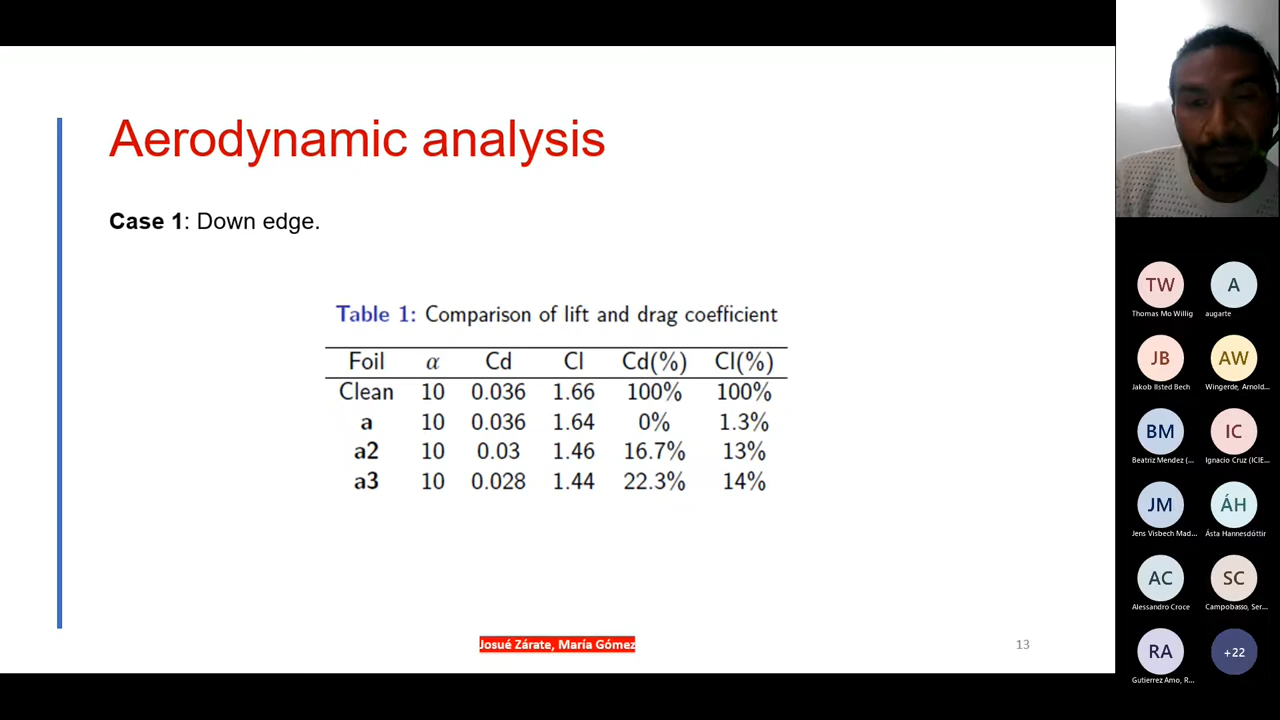 Aerodynamic analysis
Case 1: Down edge.
Table 1: Comparison of lift and drag coefficient
Foil α Cd Cl Cd(%) Cl(%)
Clean 10 0.036 1.66 100% 100%
a 10 0.036 1.64 0% 1.3%
a2 10 0.03 1.46 16.7% 13%
a3 10 0.028 1.44 22.3% 14%
Josué Zárate, María Gómez
13
TW A
Thomas Mo Willig augarte
JB AW
Jakob Ilsted Bech Wingerde, Arnold...
BM IC
Beatriz Mendez (... Ignacio Cruz (ICIE...
JM ÁH
Jens Visbech Mad... Ásta Hannesdóttir
AC SC
Alessandro Croce Campobasso, Ser...
RA +22
Gutierrez Amo, R...